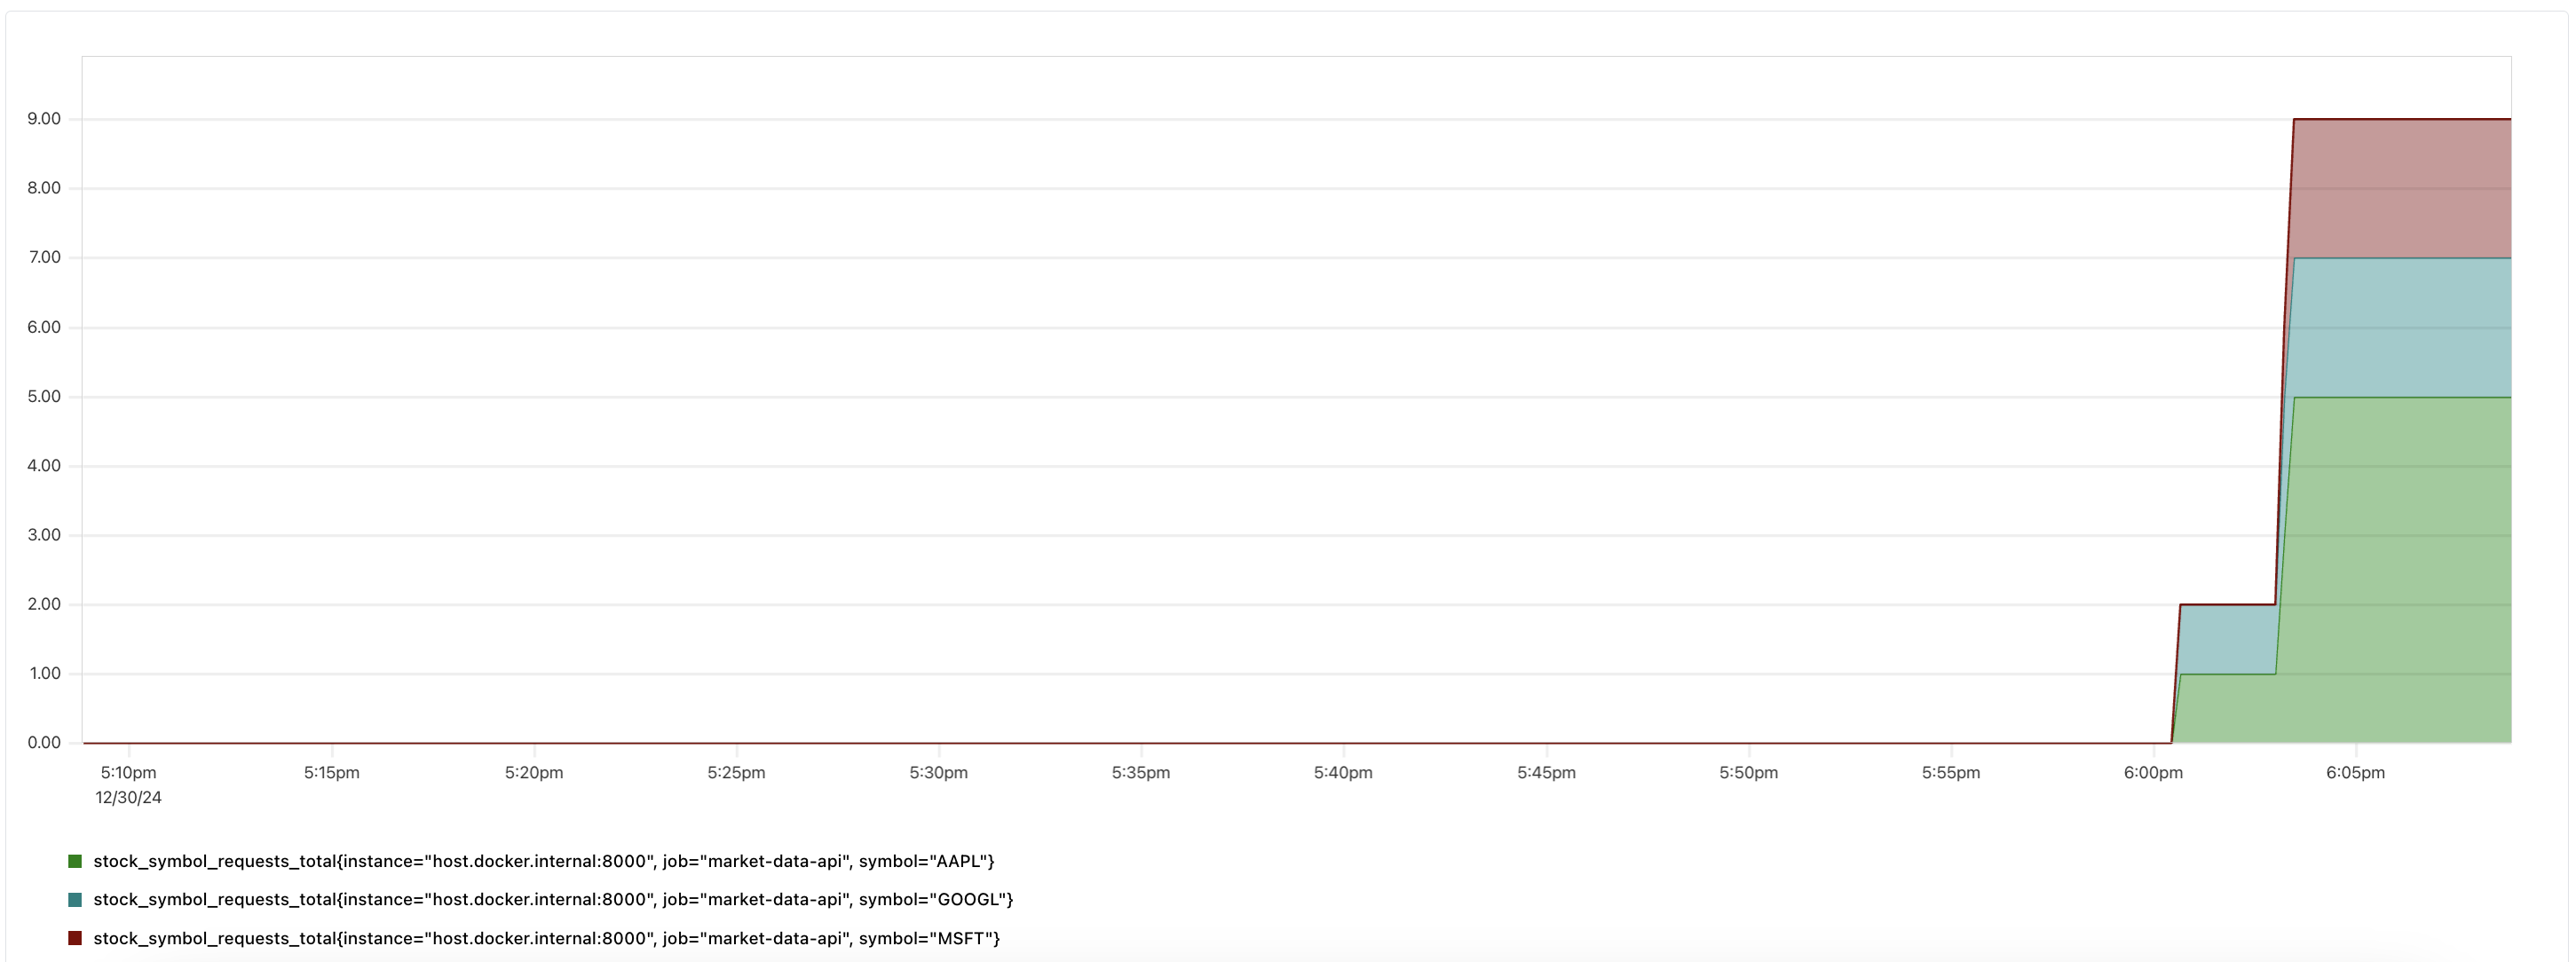 9.00
8.00
7.00
6.00
5.00
4.00
3.00
2.00
1.00
0.00
5:10pm 5:15pm 5:20pm 5:25pm 5:30pm 5:35pm 5:40pm 5:45pm 5:50pm 5:55pm 6:00pm 6:05pm
12/30/24
stock_symbol_requests_total{instance="host.docker.internal:8000", job="market-data-api", symbol="AAPL"}
stock_symbol_requests_total{instance="host.docker.internal:8000", job="market-data-api", symbol="GOOGL"}
stock_symbol_requests_total{instance="host.docker.internal:8000", job="market-data-api", symbol="MSFT"}